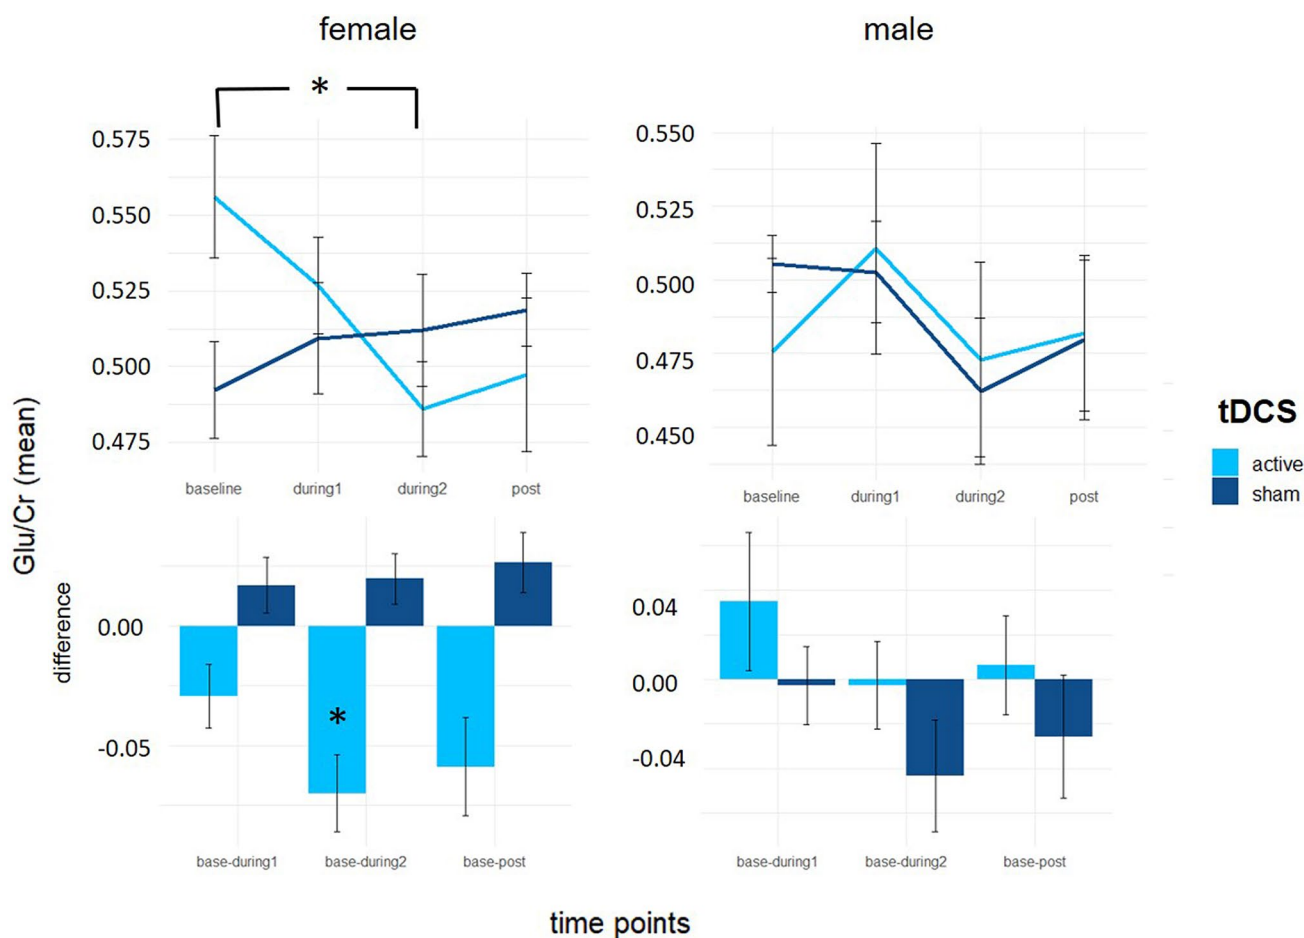 female
male
*
0.575
0.550
0.525
0.500
0.475
baseline during1 during2 post
0.550
0.525
0.500
0.475
0.450
baseline during1 during2 post
Glu/Cr (mean)
difference
0.00
-0.05
*
base-during1 base-during2 base-post
0.04
0.00
-0.04
base-during1 base-during2 base-post
time points
tDCS
active
sham